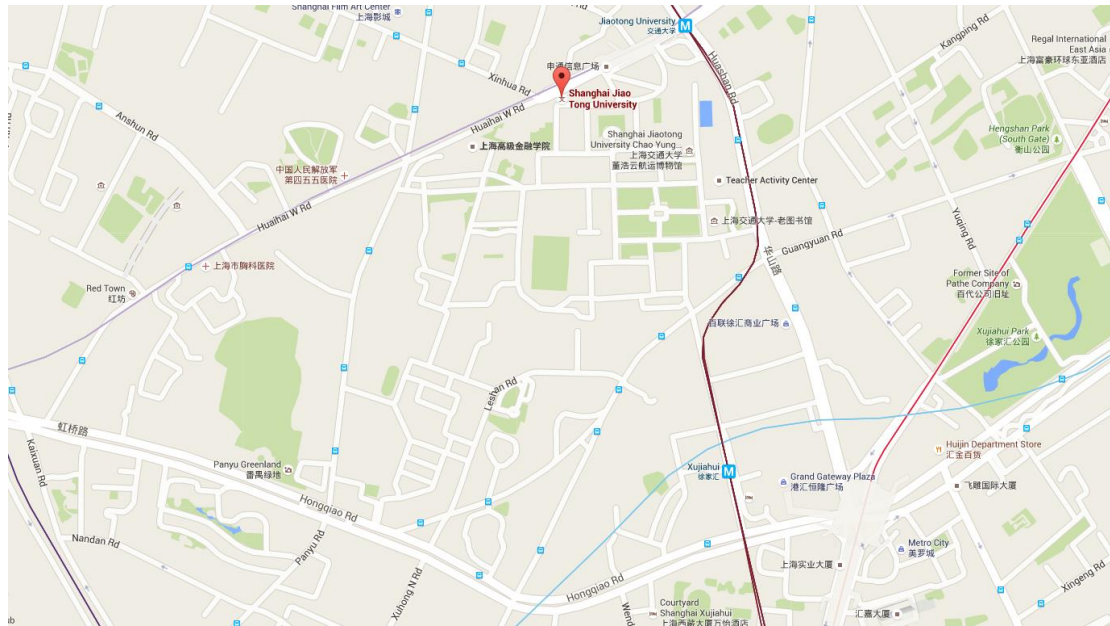 Shanghai Film Art Center
上海影城
Jiaotong University
交通大学
Kangping Rd
Regal International
East Asia
上海富豪环球东亚酒店
申通信息广场
Xinhua Rd
Huashan Rd
Shanghai Jiao
Tong University
Anshun Rd
Huaihai W Rd
上海高级金融学院
Shanghai Jiaotong
University Chao Yung...
上海交通大学
董浩云航运博物馆
Hengshan Park
(South Gate)
衡山公园
中国人民解放军
第四五五医院
Teacher Activity Center
Huaihai W Rd
上海交通大学-老图书馆
Yuqing Rd
Guangyuan Rd
华山路
上海市胸科医院
Red Town
红坊
Former Site of
Pathe Company
百代公司旧址
百联徐汇商业广场
Xujiahui Park
徐家汇公园
Leshan Rd
虹桥路
Kaixuan Rd
Huijin Department Store
汇金百货
Panyu Greenland
番禺绿地
Xujiahui
徐家汇
Grand Gateway Plaza
港汇恒隆广场
飞雕国际大厦
Hongqiao Rd
Nandan Rd
Panyu Rd
Metro City
美罗城
上海实业大厦
Xingeng Rd
Xuhong N Rd
Hongqiao Rd
Wend
Courtyard
Shanghai Xujiahui
上海西藏大厦万怡酒店
汇嘉大厦
ub